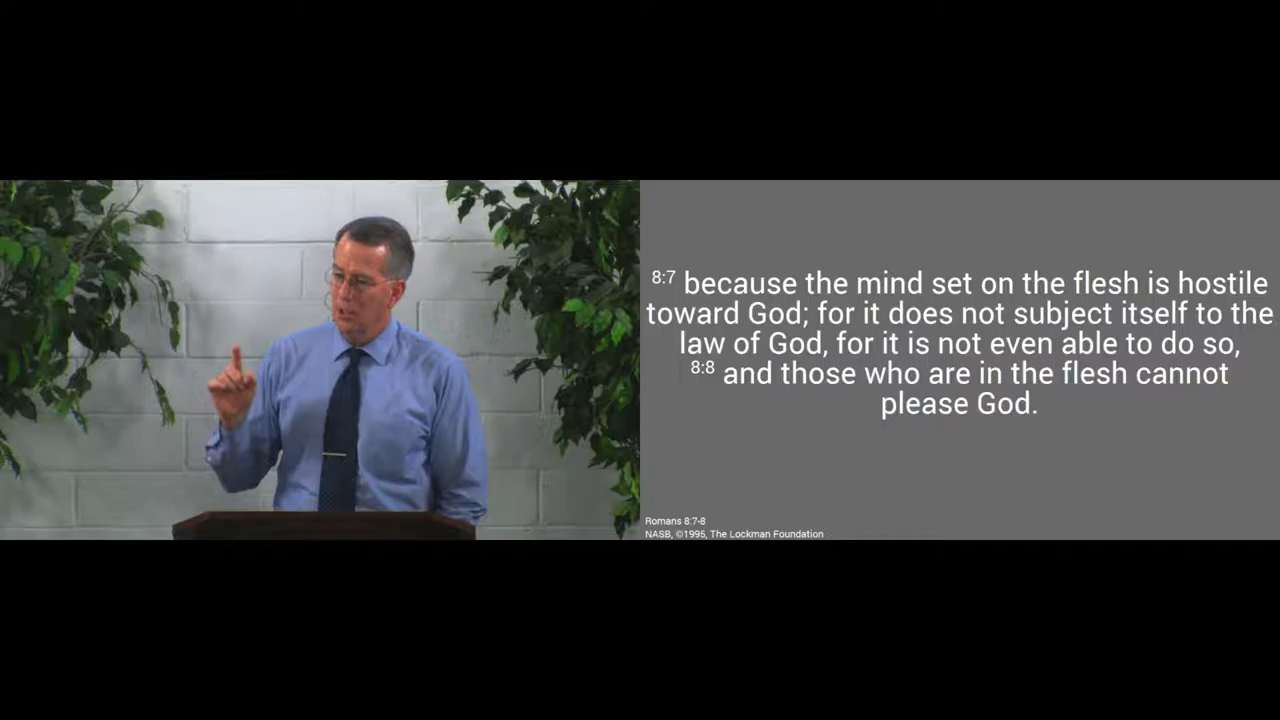 8:7 because the mind set on the flesh is hostile
toward God; for it does not subject itself to the
law of God, for it is not even able to do so,
8:8 and those who are in the flesh cannot
please God.
Romans 8:7-8
NASB, ©1995, The Lockman Foundation